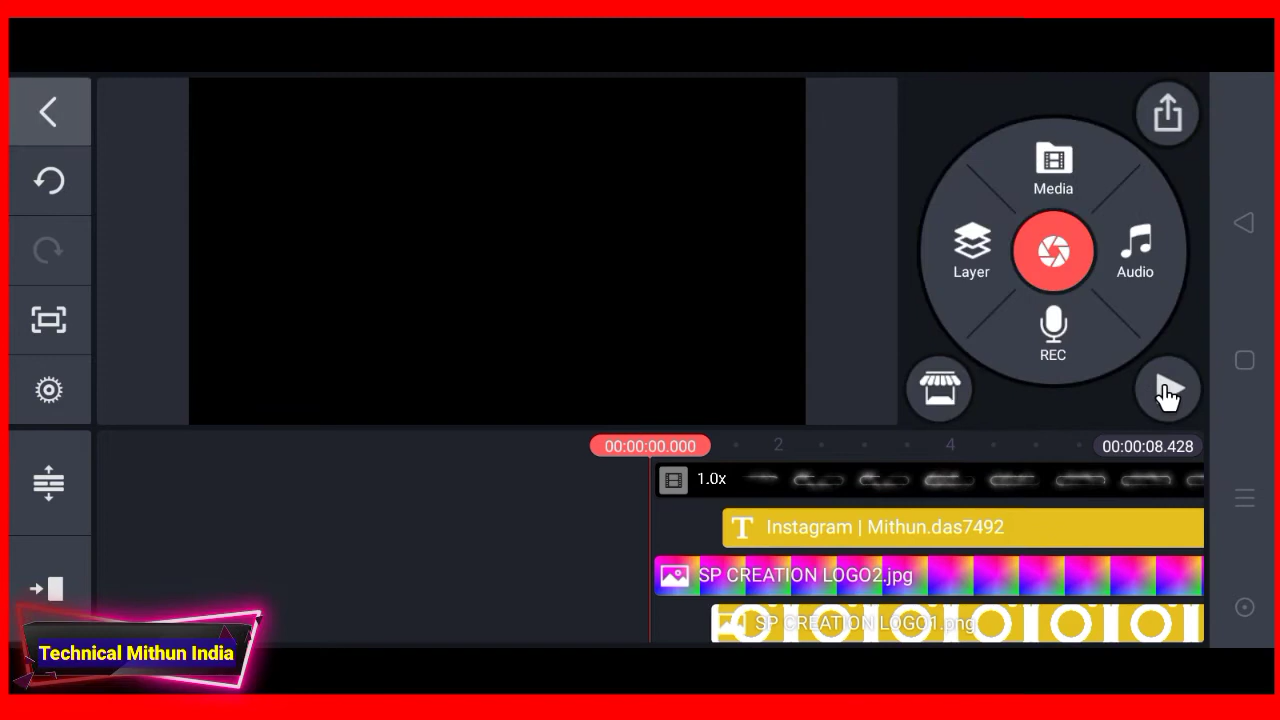 Media
Layer
Audio
REC
00:00:00.000
2
4
00:00:08.428
1.0x
Instagram | Mithun.das7492
SP CREATION LOGO2.jpg
SP CREATION LOGO1.png
Technical Mithun India